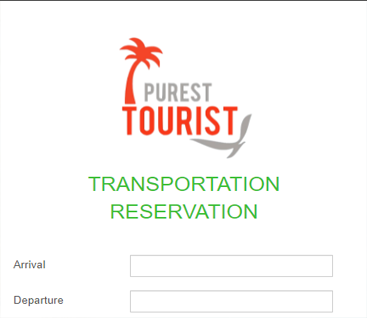 PUREST
TOURIST
TRANSPORTATION
RESERVATION
Arrival
Departure